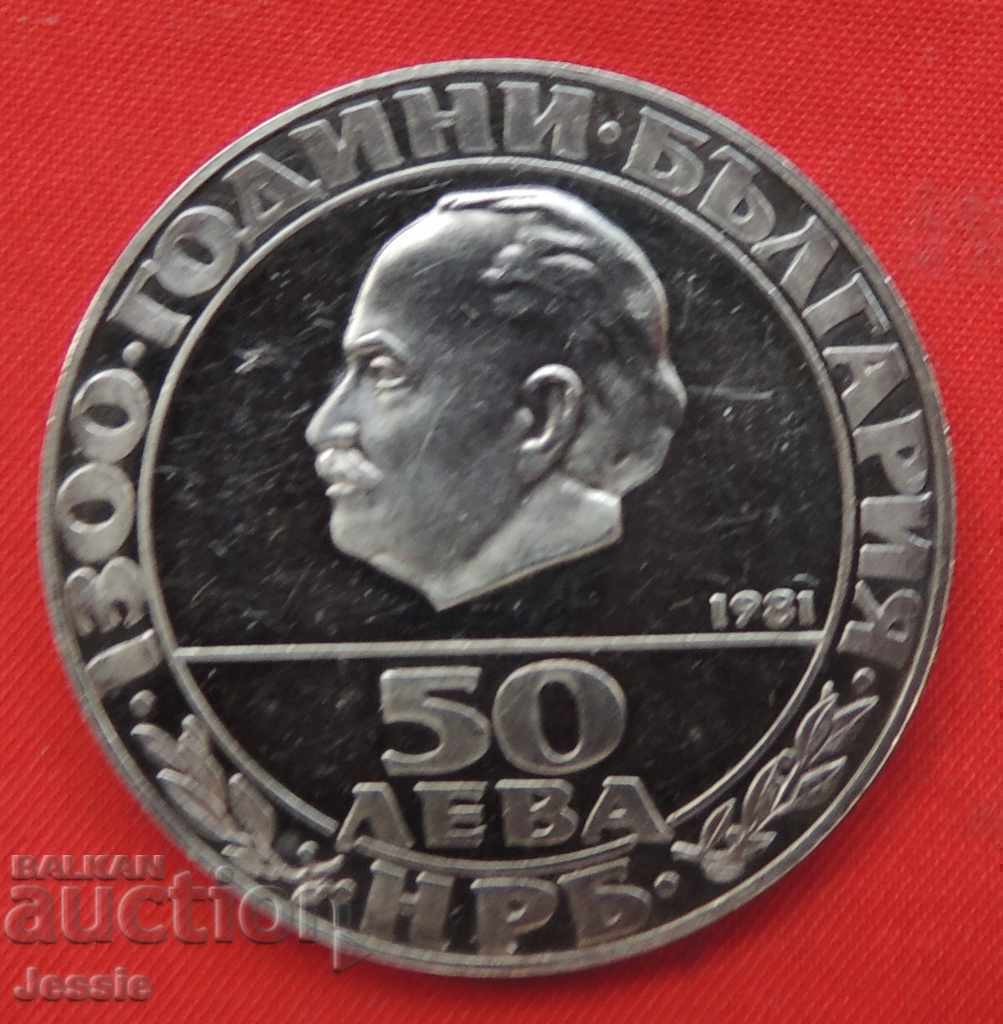 ·1300·ГОДИНИ·БЪЛГАРИЯ·
1981
50
ЛЕВА
·НРБ·
BALKAN
auction
Jessie